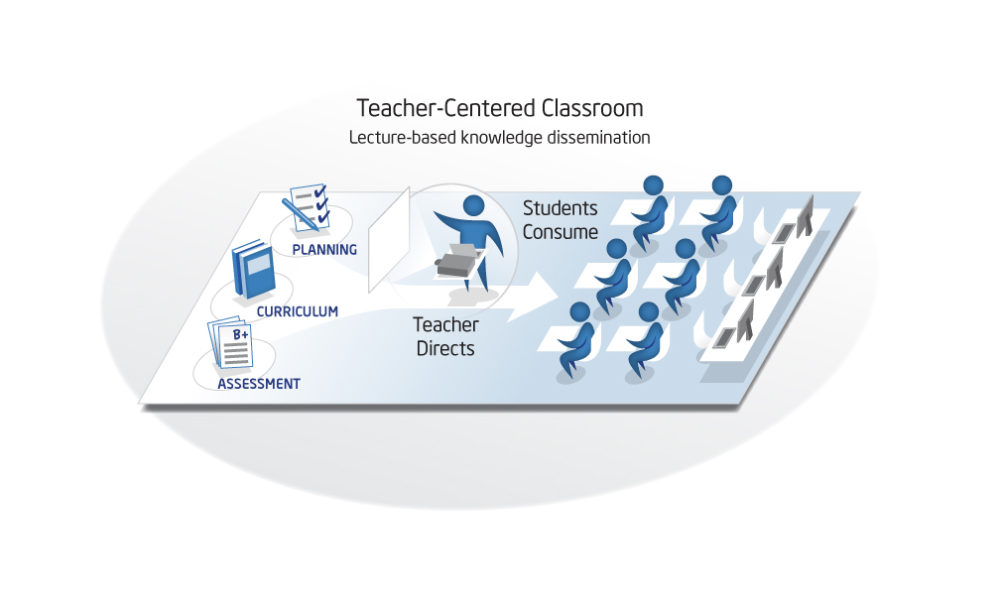 Teacher-Centered Classroom
Lecture-based knowledge dissemination
Students
Consume
PLANNING
CURRICULUM
Teacher
Directs
B+
ASSESSMENT